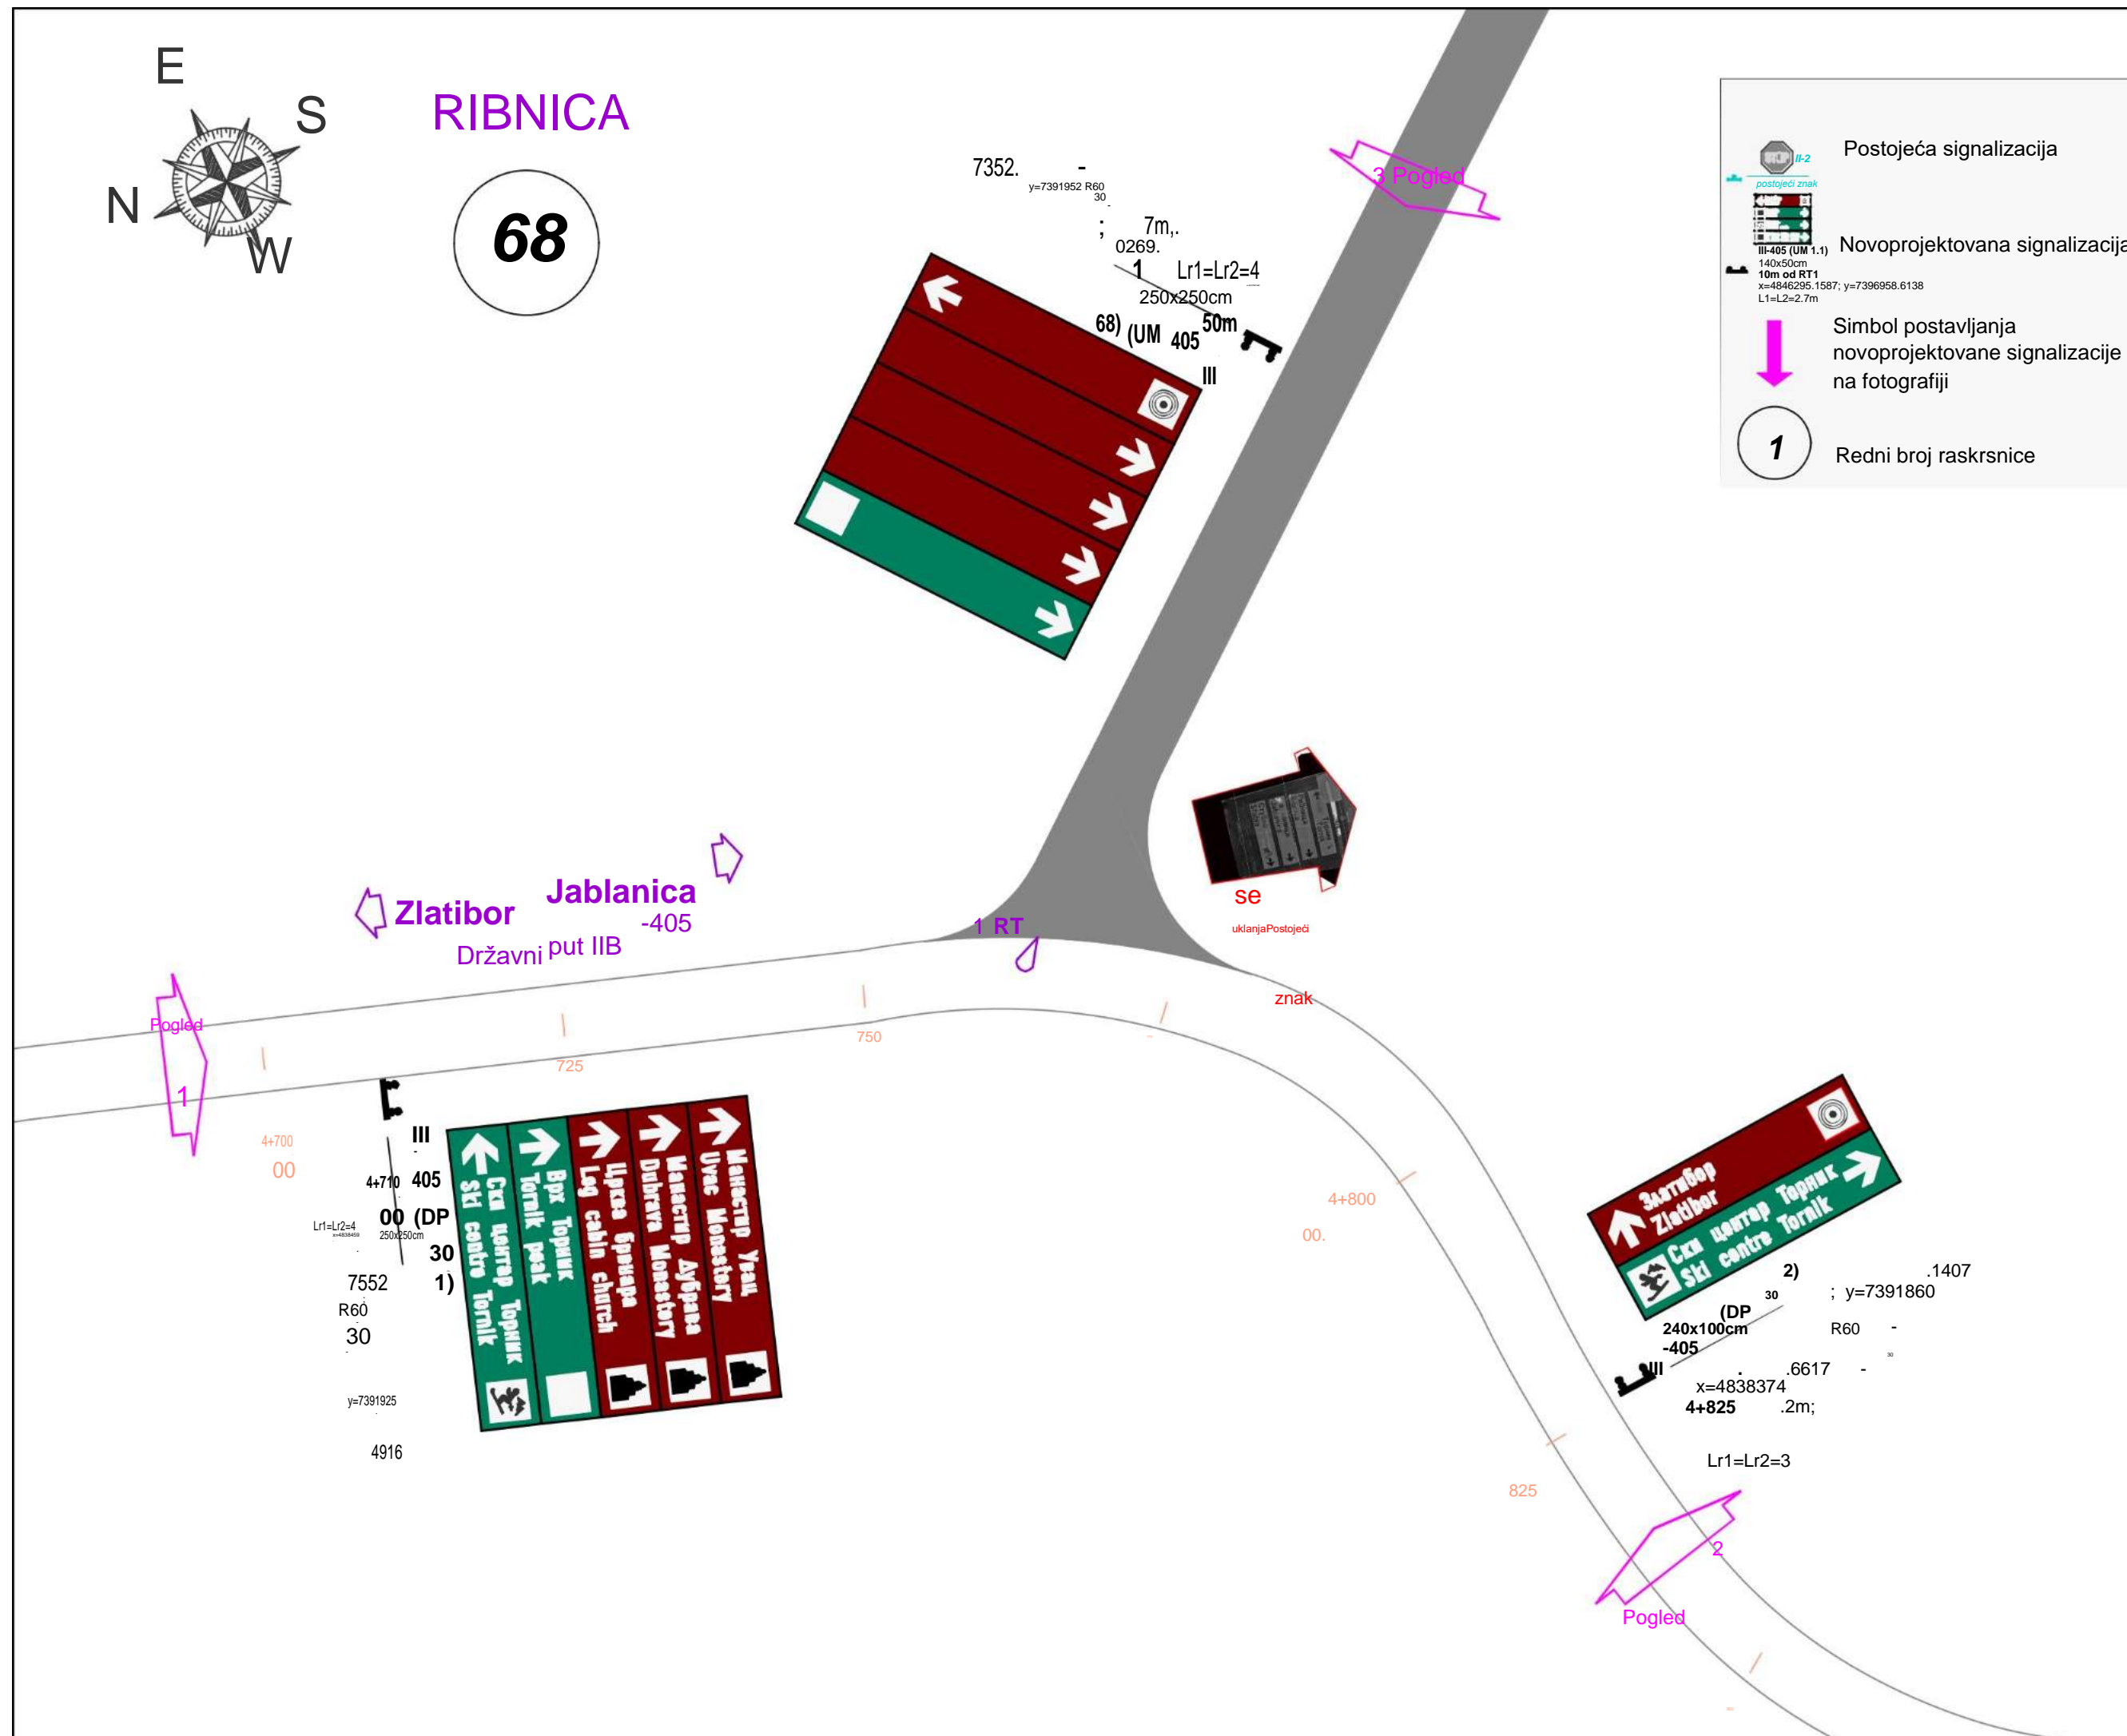 E
S
N
W
RIBNICA
68
7352. -
y=7391952 R60
30
-
; 7m,.
0269.
1 Lr1=Lr2=4
250x250cm
68) (UM 405 50m
III
3 Pogled
II-2
postojeći znak
Postojeća signalizacija
III-405 (UM 1.1)
140x50cm
10m od RT1
x=4846295.1587; y=7396958.6138
L1=L2=2.7m
Novoprojektovana signalizacija
Simbol postavljanja
novoprojektovane signalizacije
na fotografiji
1
Redni broj raskrsnice
se
uklanjaPostojeći
znak
Zlatibor
Jablanica
-405
Državni put IIB
1 RT
Pogled
1
4+700
00
725
750
4+800
00.
825
III
-
4+710 405
00 (DP
Lr1=Lr2=4
x=4838459
250x250cm
30
1)
7552
R60
30
y=7391925
4916
Ски центар Торник
Ski centre Tornik
Врх Торник
Tornik peak
Црква брвнара
Log cabin church
Манастир Дубрава
Dubrava Monastery
Манастир Увац
Uvac Monastery
Златибор
Zlatibor
Ски центар Торник
Ski centre Tornik
2) .1407
30 ; y=7391860
(DP
240x100cm R60 -
-405
30
III . .6617 -
x=4838374
4+825 .2m;
Lr1=Lr2=3
2
Pogled